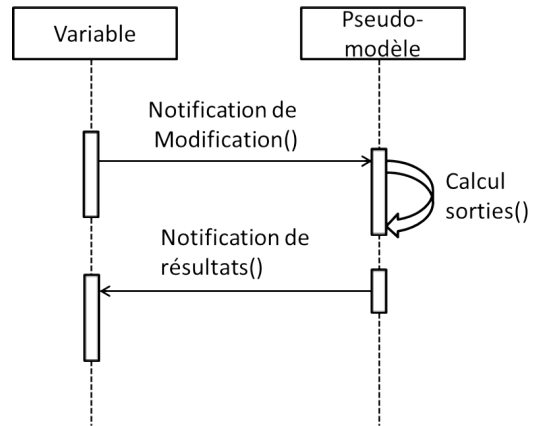 Variable
Pseudo-
modèle
Notification de
Modification()
Calcul
sorties()
Notification de
résultats()